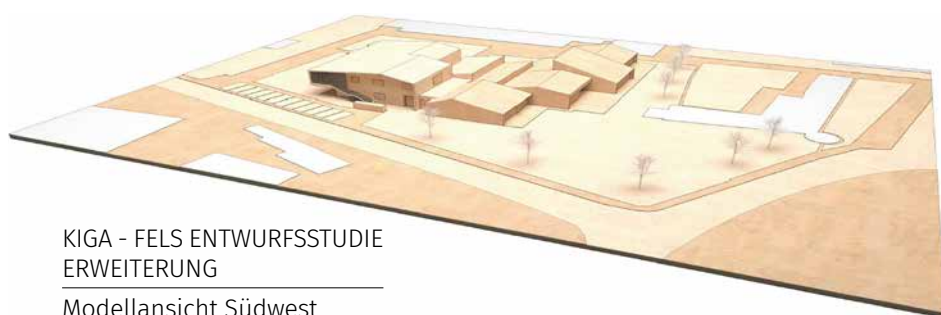 KIGA - FELS ENTWURFSSTUDIE
ERWEITERUNG
Modellansicht Südwest